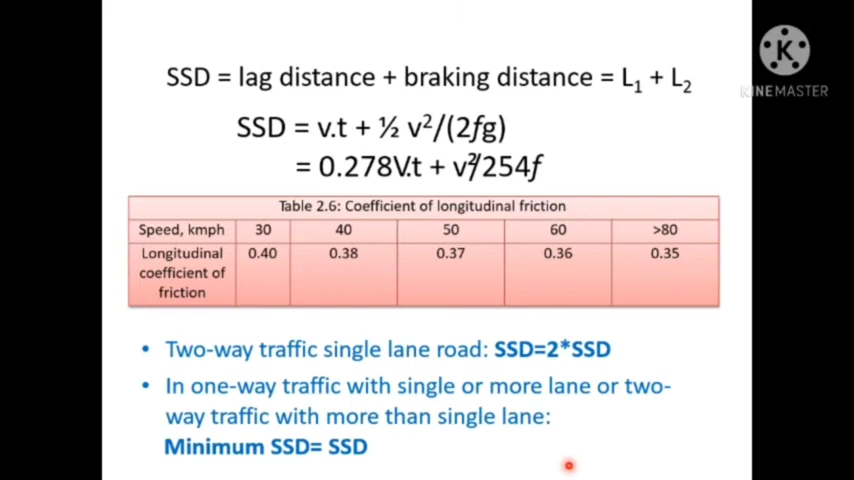 K
KINEMASTER
SSD = lag distance + braking distance = L₁ + L₂
SSD = v.t + ½ v²/(2fg)
= 0.278V.t + v²/254f
Table 2.6: Coefficient of longitudinal friction
Speed, kmph 30 40 50 60 >80
Longitudinal coefficient of friction 0.40 0.38 0.37 0.36 0.35
• Two-way traffic single lane road: SSD=2*SSD
• In one-way traffic with single or more lane or two-
way traffic with more than single lane:
Minimum SSD= SSD